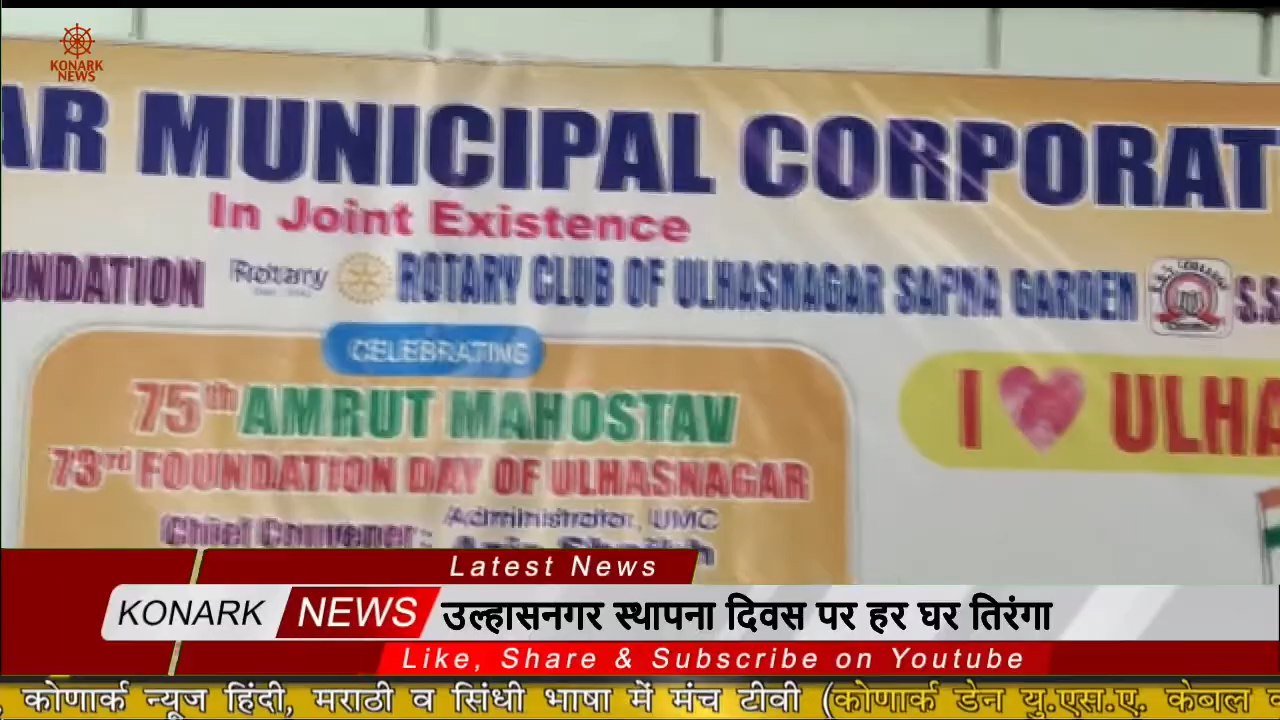 KONARK
NEWS
AR MUNICIPAL CORPORAT
In Joint Existence
UNDATION Rotary ROTARY CLUB OF ULHASNAGAR SAPNA GARDEN S.S
CELEBRATING
75th AMRUT MAHOSTAV
73rd FOUNDATION DAY OF ULHASNAGAR
I ULHA
Administrator, UMC
Chief Convener:
Latest News
KONARK NEWS उल्हासनगर स्थापना दिवस पर हर घर तिरंगा
Like, Share & Subscribe on Youtube
कोणार्क न्यूज हिंदी, मराठी व सिंधी भाषा में मंच टीवी (कोणार्क डेन यु.एस.ए. केबल